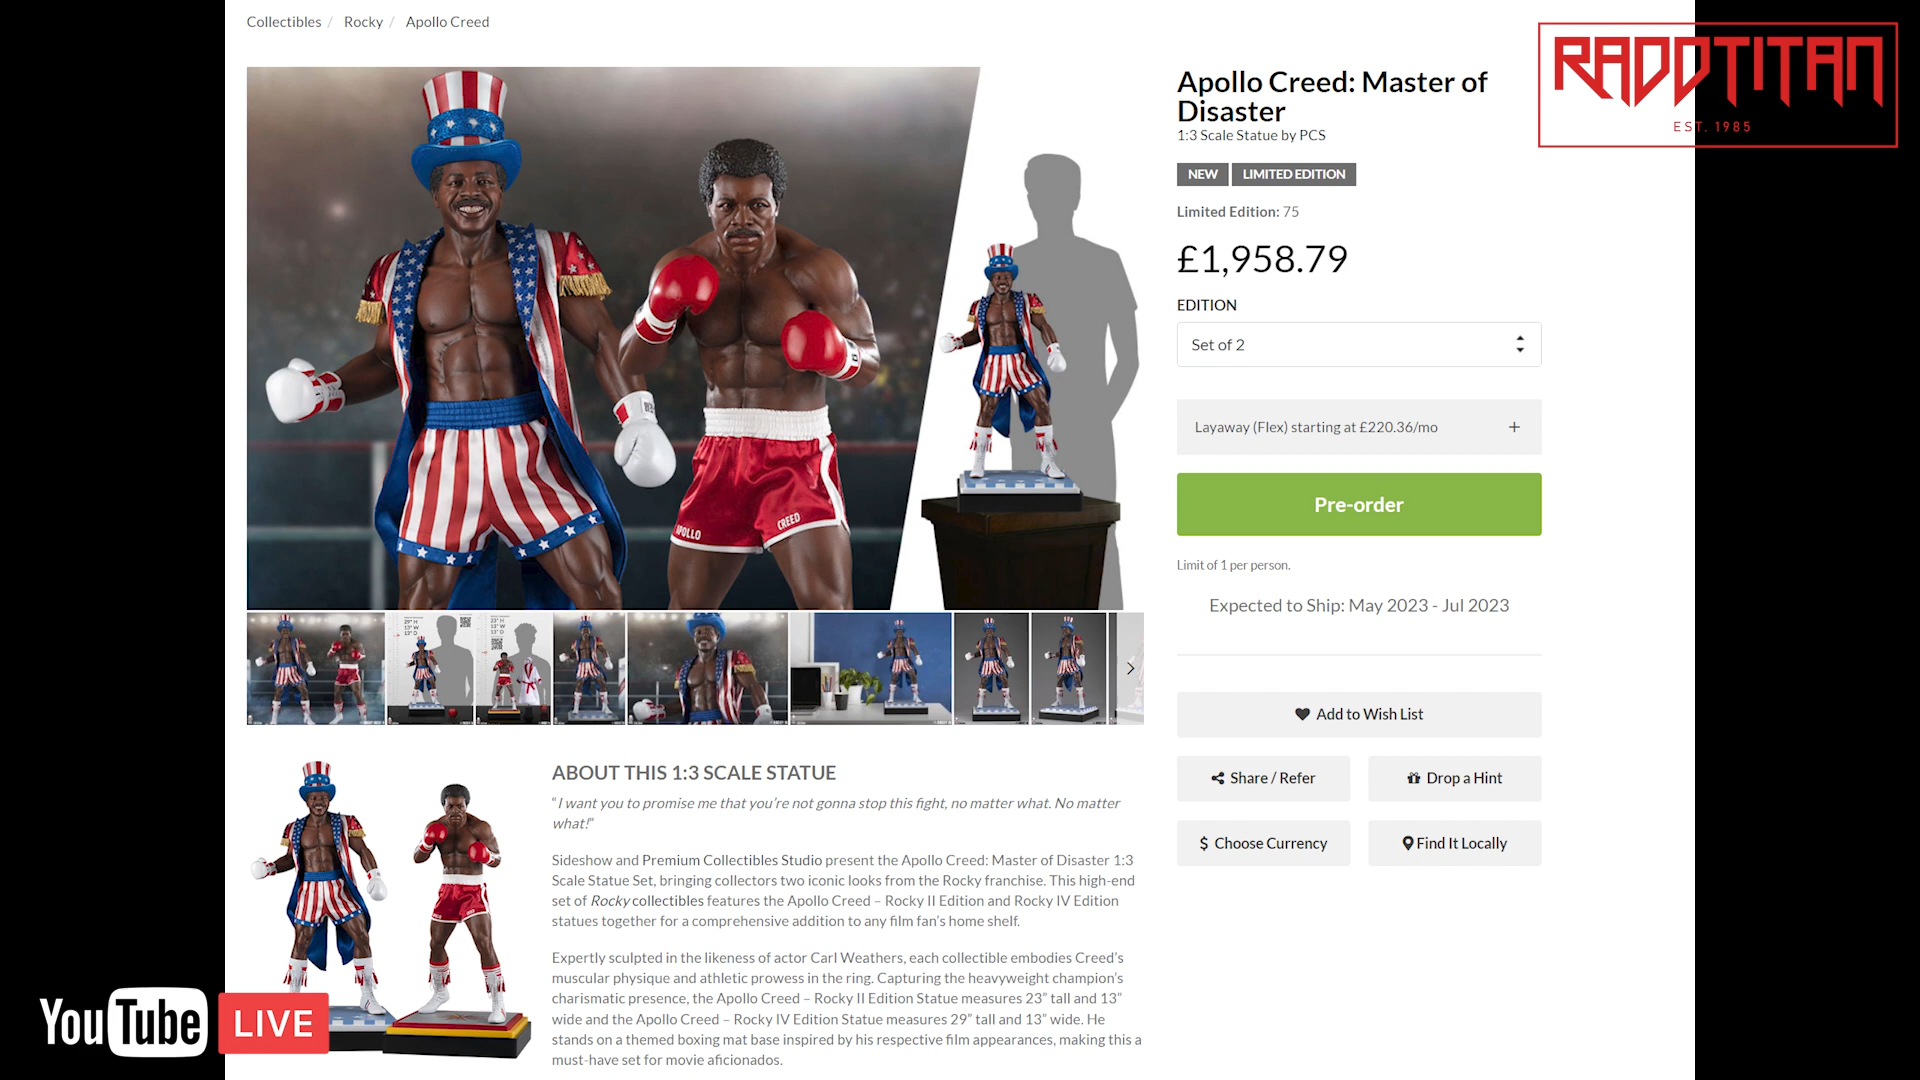 Collectibles / Rocky / Apollo Creed
RADDTITAN
EST. 1985
Apollo Creed: Master of
Disaster
1:3 Scale Statue by PCS
NEW
LIMITED EDITION
Limited Edition: 75
£1,958.79
EDITION
Set of 2
Layaway (Flex) starting at £220.36/mo
+
Pre-order
Limit of 1 per person.
Expected to Ship: May 2023 - Jul 2023
Add to Wish List
Share / Refer
Drop a Hint
$ Choose Currency
Find It Locally
APOLLO
CREED
29" H
13" W
13" D
23" H
13" W
13" D
ABOUT THIS 1:3 SCALE STATUE
“I want you to promise me that you’re not gonna stop this fight, no matter what. No matter
what!”
Sideshow and Premium Collectibles Studio present the Apollo Creed: Master of Disaster 1:3
Scale Statue Set, bringing collectors two iconic looks from the Rocky franchise. This high-end
set of Rocky collectibles features the Apollo Creed – Rocky II Edition and Rocky IV Edition
statues together for a comprehensive addition to any film fan’s home shelf.
Expertly sculpted in the likeness of actor Carl Weathers, each collectible embodies Creed’s
muscular physique and athletic prowess in the ring. Capturing the heavyweight champion’s
charismatic presence, the Apollo Creed – Rocky II Edition Statue measures 23” tall and 13”
wide and the Apollo Creed – Rocky IV Edition Statue measures 29” tall and 13” wide. He
stands on a themed boxing mat base inspired by his respective film appearances, making this a
must-have set for movie aficionados.
YouTube LIVE